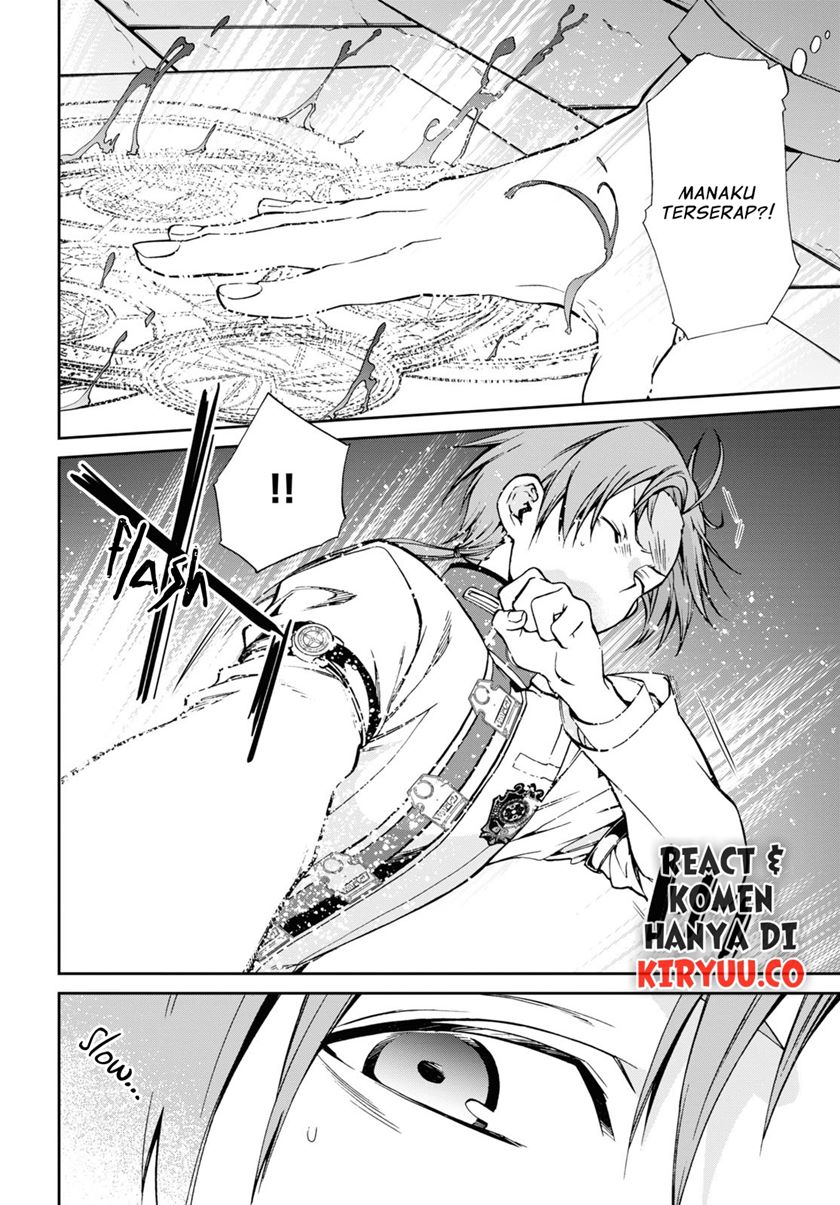 MANAKU
TERSERAP?!
!!
flash
REACT &
KOMEN
HANYA DI
KIRYUU.CO
slow...